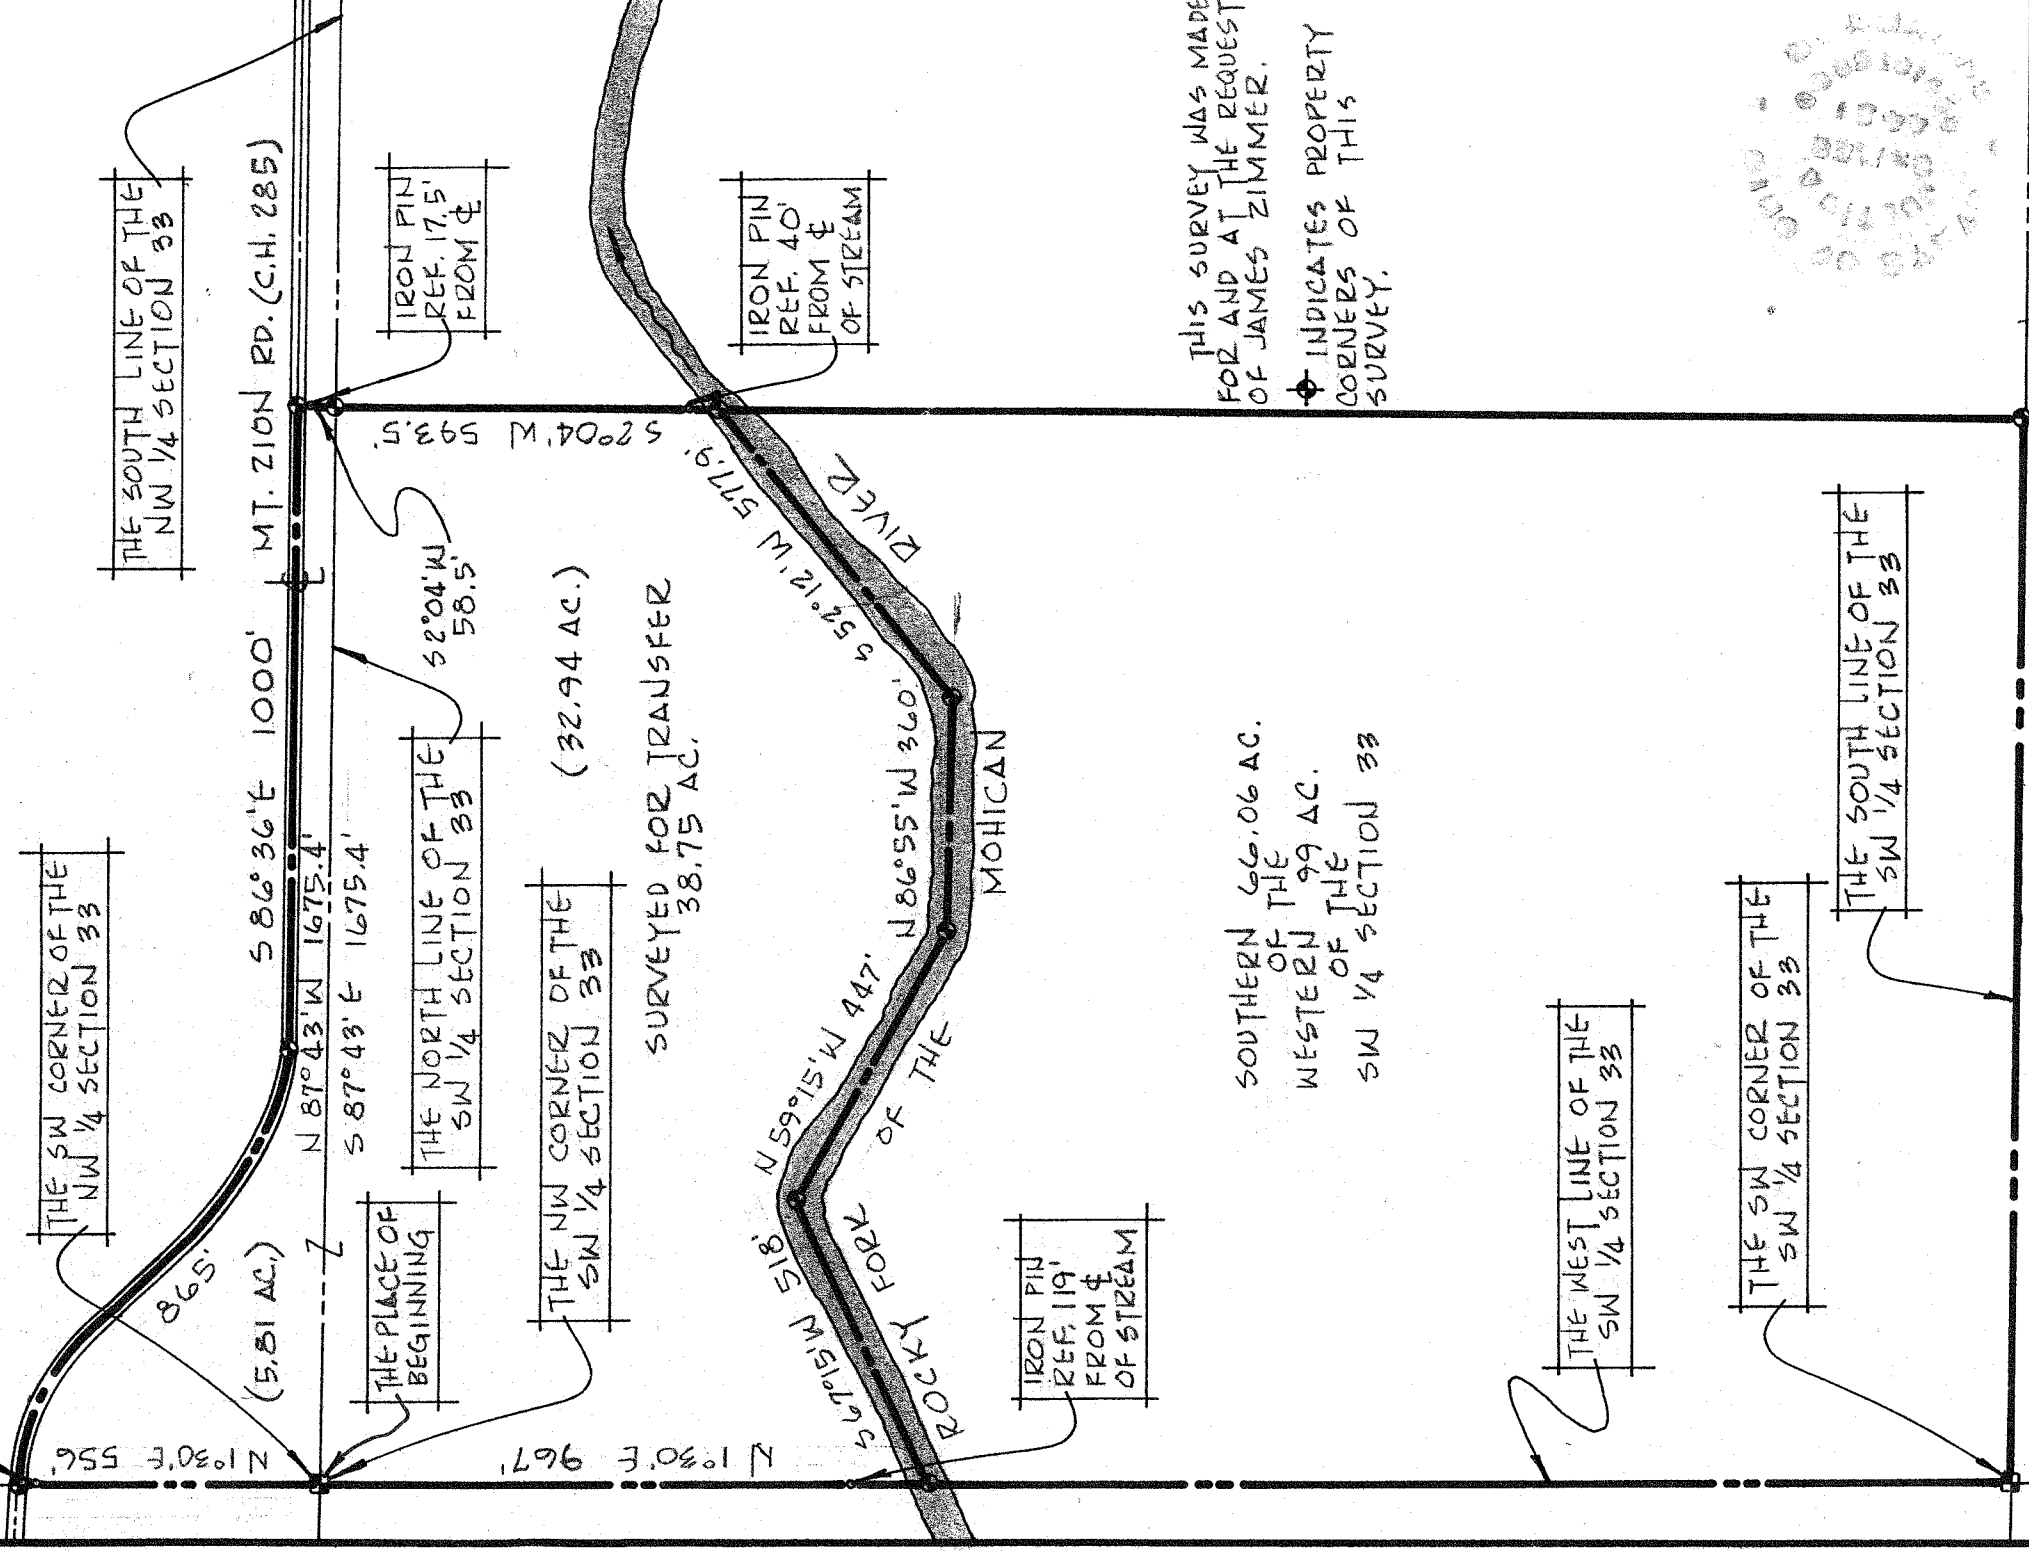 THE SW CORNER OF THE
NW 1/4 SECTION 33
THE SOUTH LINE OF THE
NW 1/4 SECTION 33
MT. ZION RD. (C.H. 285)
S 86° 36' E 1000'
865'
(5.81 AC.)
N 1°30' E 556'
N 87° 43' W 1675.4'
S 87° 43' E 1675.4'
THE PLACE OF
BEGINNING
THE NORTH LINE OF THE
SW 1/4 SECTION 33
S 2°04' W
58.5'
IRON PIN
REF. 17.5'
FROM ℄
S 2°04' W 593.5'
THE NW CORNER OF THE
SW 1/4 SECTION 33
(32.94 AC.)
SURVEYED FOR TRANSFER
38.75 AC.
N 1°30' E 967'
IRON PIN
REF. 40'
FROM ℄
OF STREAM
S 67°15' W 518'
N 59°15' W 447'
N 86°55' W 360'
S 52°12' W 577.9'
ROCKY FORK
OF THE
MOHICAN
RIVER
IRON PIN
REF. 119'
FROM ℄
OF STREAM
SOUTHERN 66.06 AC.
OF THE
WESTERN 99 AC.
OF THE
SW 1/4 SECTION 33
THIS SURVEY WAS MADE
FOR AND AT THE REQUEST
OF JAMES ZIMMER.
INDICATES PROPERTY
CORNERS OF THIS
SURVEY.
THE WEST LINE OF THE
SW 1/4 SECTION 33
THE SW CORNER OF THE
SW 1/4 SECTION 33
THE SOUTH LINE OF THE
SW 1/4 SECTION 33